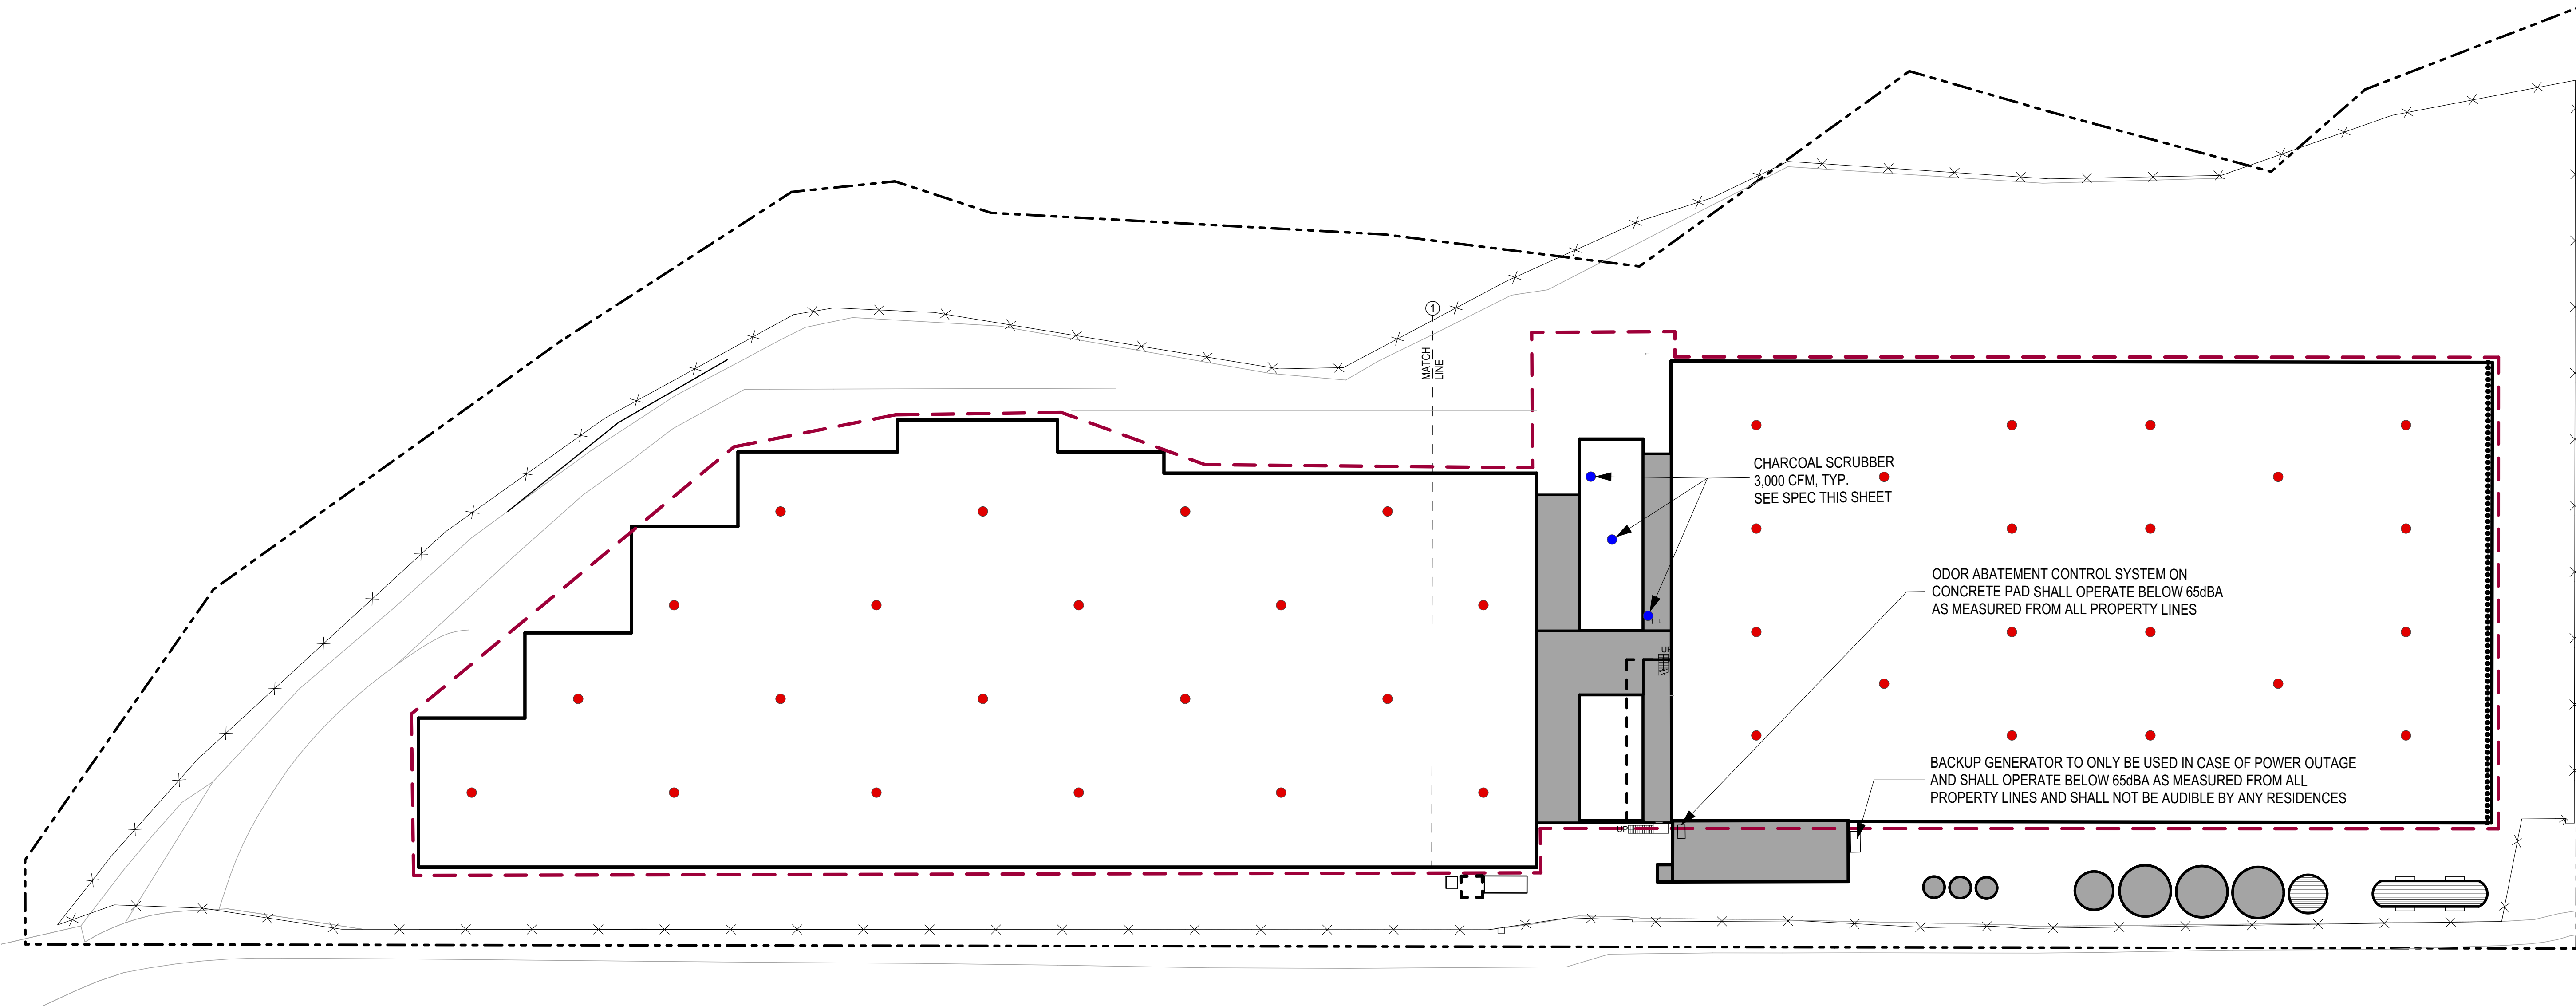 1
MATCH
LINE
CHARCOAL SCRUBBER
3,000 CFM, TYP.
SEE SPEC THIS SHEET
ODOR ABATEMENT CONTROL SYSTEM ON
CONCRETE PAD SHALL OPERATE BELOW 65dBA
AS MEASURED FROM ALL PROPERTY LINES
UP
BACKUP GENERATOR TO ONLY BE USED IN CASE OF POWER OUTAGE
AND SHALL OPERATE BELOW 65dBA AS MEASURED FROM ALL
PROPERTY LINES AND SHALL NOT BE AUDIBLE BY ANY RESIDENCES
UP